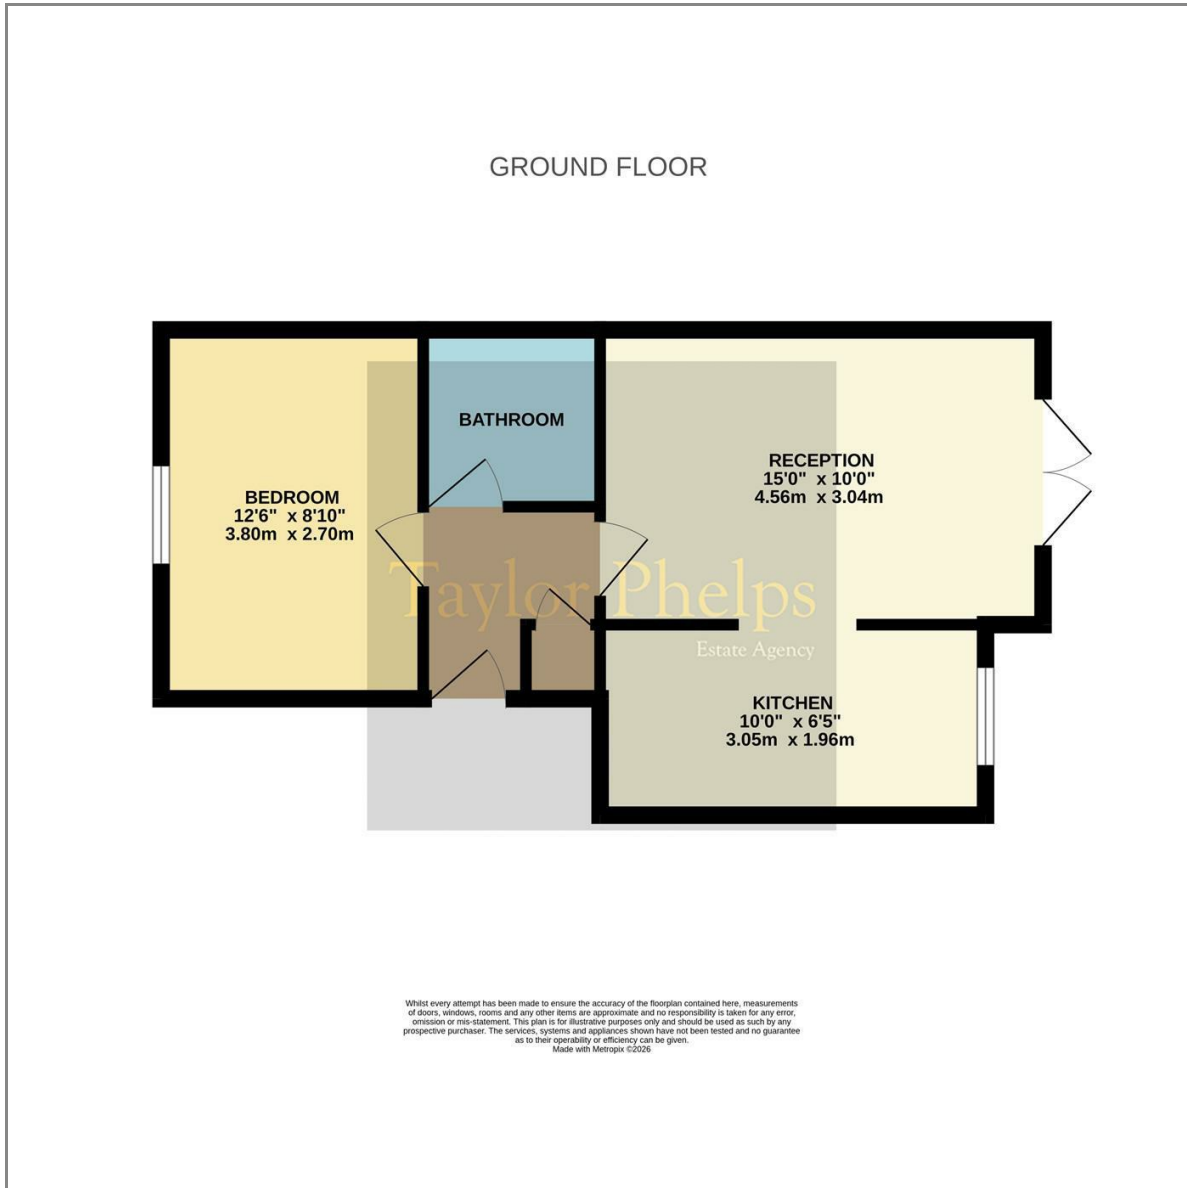 GROUND FLOOR
BATHROOM
RECEPTION
15'0" x 10'0"
4.56m x 3.04m
BEDROOM
12'6" x 8'10"
3.80m x 2.70m
Taylor Phelps
Estate Agency
KITCHEN
10'0" x 6'5"
3.05m x 1.96m
Whilst every attempt has been made to ensure the accuracy of the floorplan contained here, measurements
of doors, windows, rooms and any other items are approximate and no responsibility is taken for any error,
omission or mis-statement. This plan is for illustrative purposes only and should be used as such by any
prospective purchaser. The services, systems and appliances shown have not been tested and no guarantee
as to their operability or efficiency can be given.
Made with Metropix ©2026